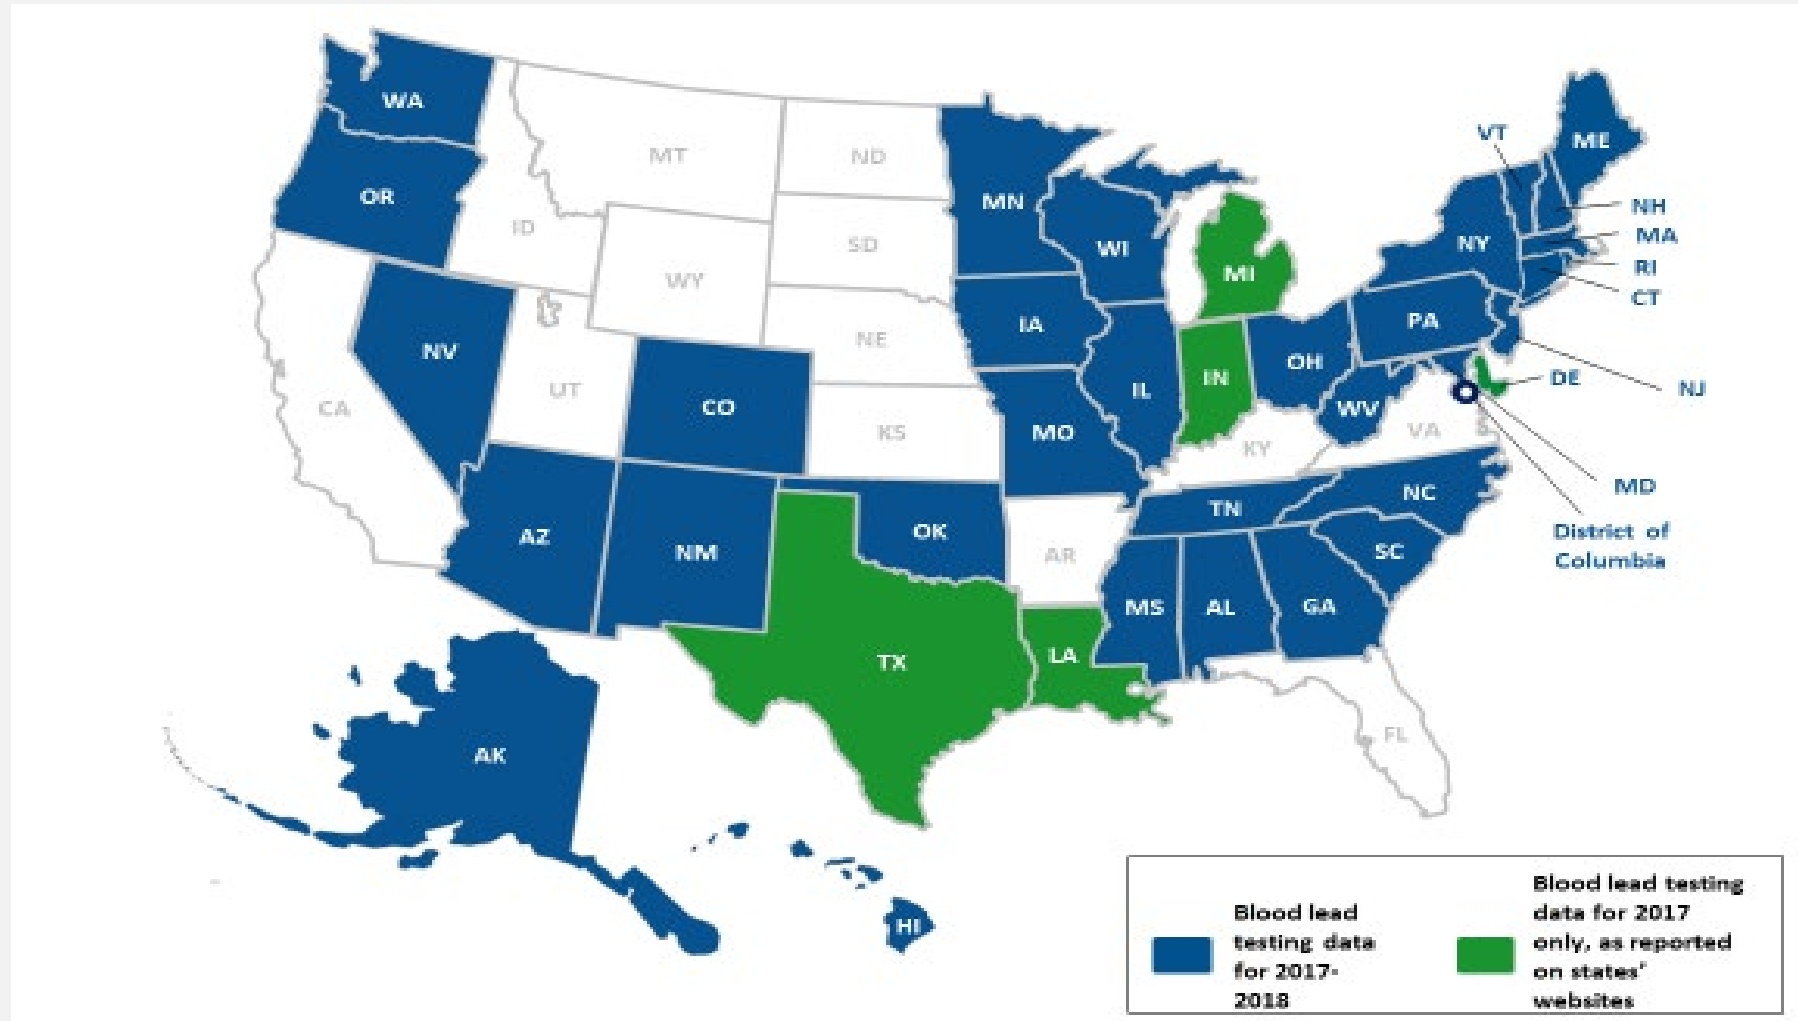 WA
MT
ND
VT
ME
OR
ID
MN
NH
SD
WI
NY
MA
MI
RI
WY
CT
NV
NE
IA
PA
OH
IN
DE
UT
IL
NJ
CA
CO
WV
KS
MO
KY
VA
MD
NC
TN
AZ
NM
OK
AR
SC
District of
Columbia
MS
AL
GA
TX
LA
AK
FL
HI
Blood lead
testing data
for 2017-
2018
Blood lead testing
data for 2017
only, as reported
on states’
websites